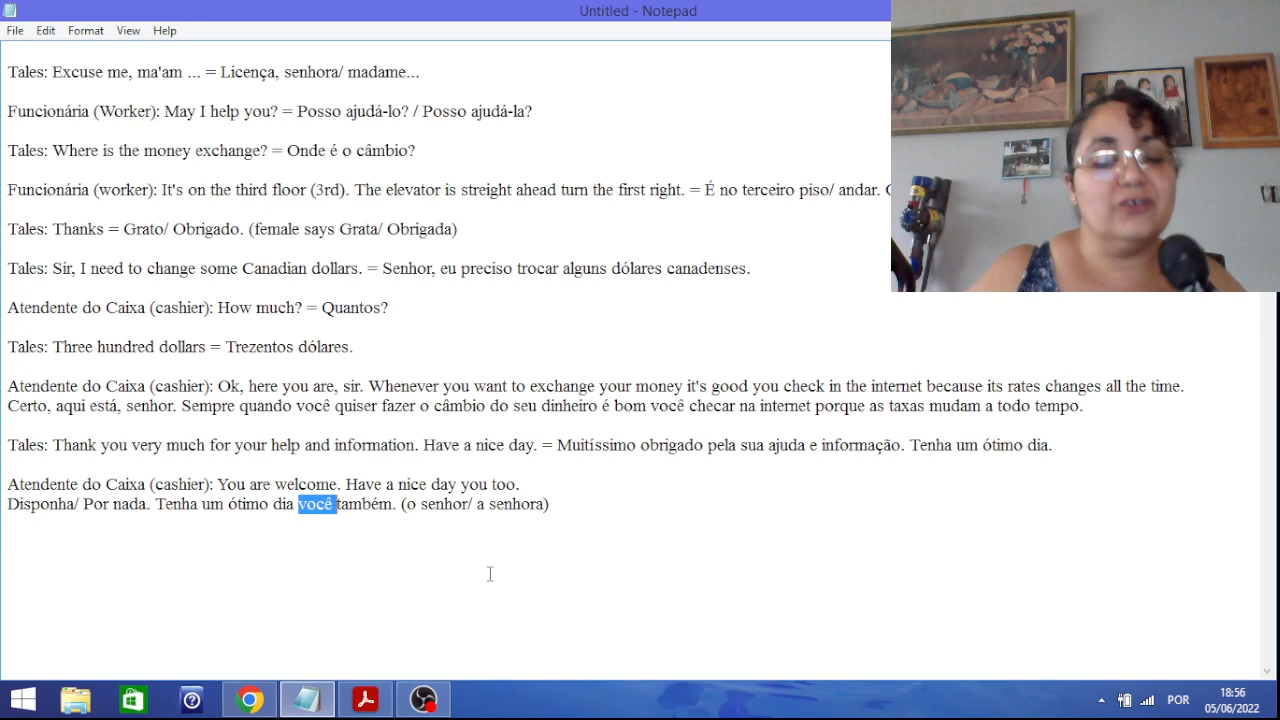 Untitled - Notepad
File Edit Format View Help
Tales: Excuse me, ma'am ... = Licença, senhora/ madame...
Funcionária (Worker): May I help you? = Posso ajudá-lo? / Posso ajudá-la?
Tales: Where is the money exchange? = Onde é o câmbio?
Funcionária (worker): It's on the third floor (3rd). The elevator is streight ahead turn the first right. = É no terceiro piso/ andar.
Tales: Thanks = Grato/ Obrigado. (female says Grata/ Obrigada)
Tales: Sir, I need to change some Canadian dollars. = Senhor, eu preciso trocar alguns dólares canadenses.
Atendente do Caixa (cashier): How much? = Quantos?
Tales: Three hundred dollars = Trezentos dólares.
Atendente do Caixa (cashier): Ok, here you are, sir. Whenever you want to exchange your money it's good you check in the internet because its rates changes all the time.
Certo, aqui está, senhor. Sempre quando você quiser fazer o câmbio do seu dinheiro é bom você checar na internet porque as taxas mudam a todo tempo.
Tales: Thank you very much for your help and information. Have a nice day. = Muitíssimo obrigado pela sua ajuda e informação. Tenha um ótimo dia.
Atendente do Caixa (cashier): You are welcome. Have a nice day you too.
Disponha/ Por nada. Tenha um ótimo dia você também. (o senhor/ a senhora)
POR
18:56
05/06/2022